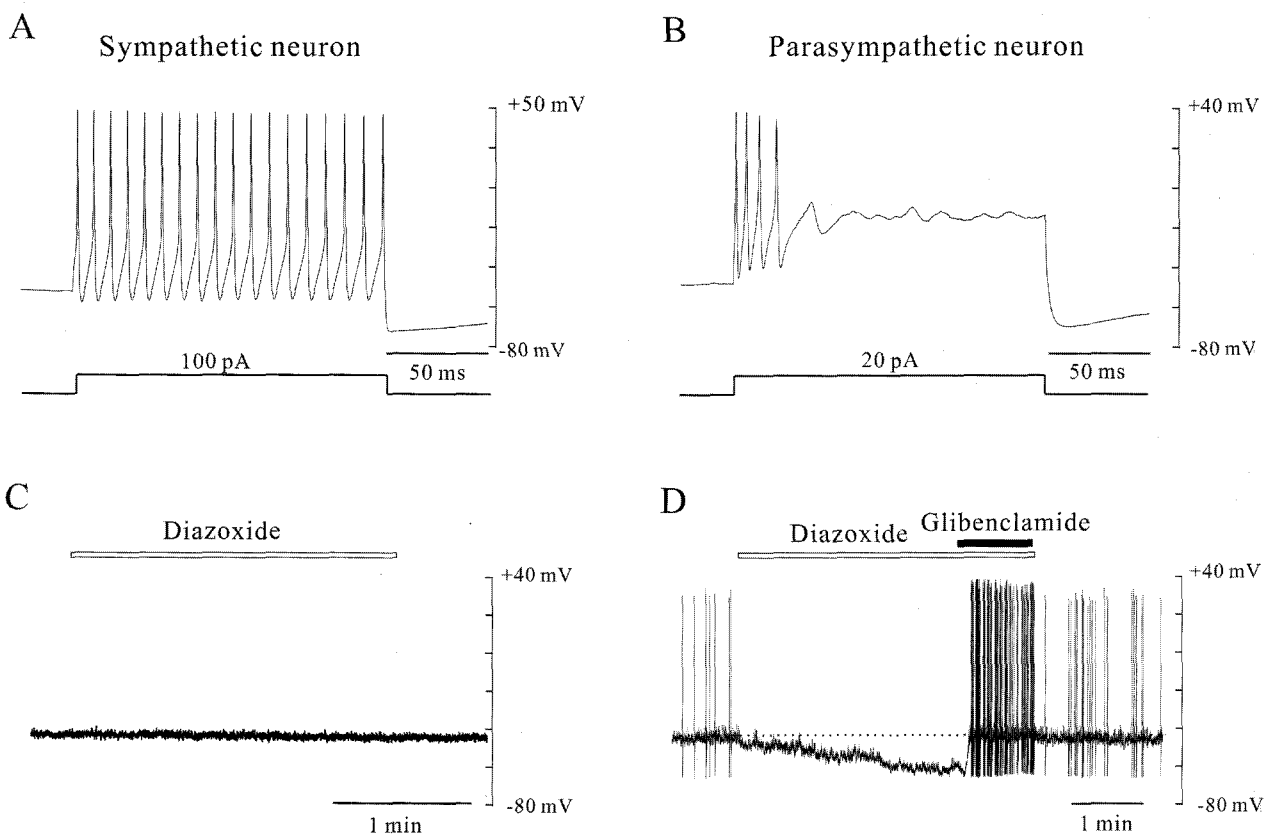 A
Sympathetic neuron
+50 mV
-80 mV
100 pA
50 ms
B
Parasympathetic neuron
+40 mV
-80 mV
20 pA
50 ms
C
Diazoxide
+40 mV
-80 mV
1 min
D
Diazoxide
Glibenclamide
+40 mV
-80 mV
1 min